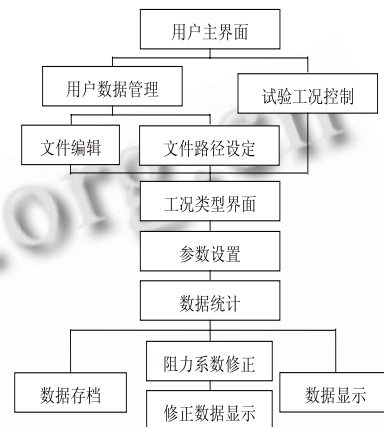 用户主界面
用户数据管理
试验工况控制
文件编辑
文件路径设定
工况类型界面
参数设置
数据统计
阻力系数修正
数据存档
数据显示
修正数据显示
.org.cn